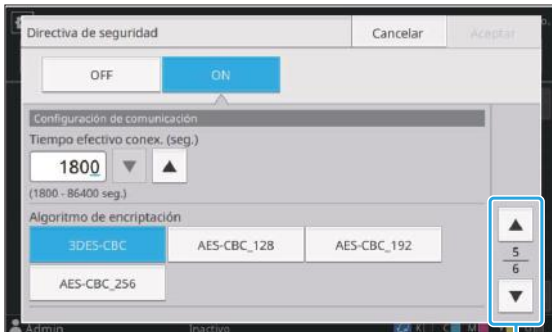 Directiva de seguridad
Cancelar
Aceptar
OFF
ON
Configuración de comunicación
Tiempo efectivo conex. (seg.)
1800
(1800 - 86400 seg.)
Algoritmo de encriptación
3DES-CBC
AES-CBC_128
AES-CBC_192
AES-CBC_256
5
6
Admin
Inactivo